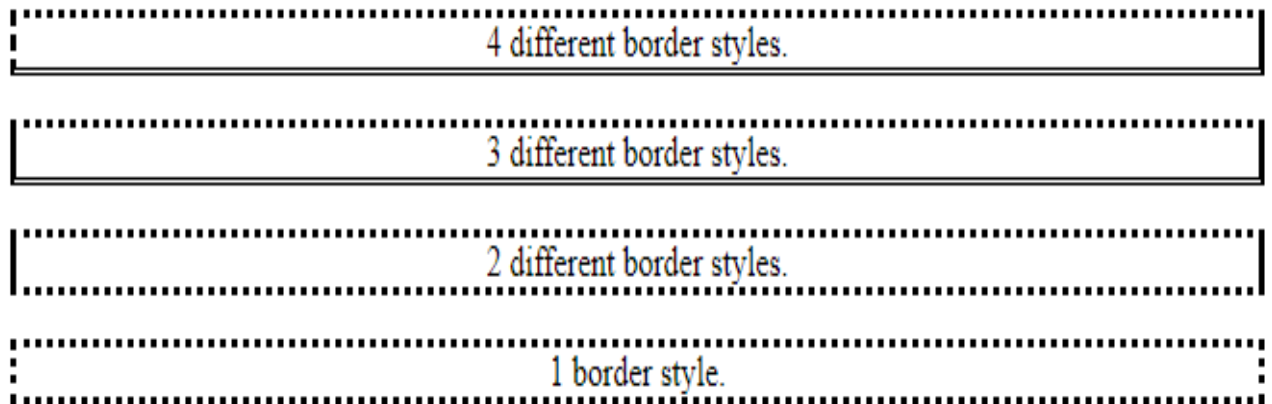 4 different border styles.
3 different border styles.
2 different border styles.
1 border style.